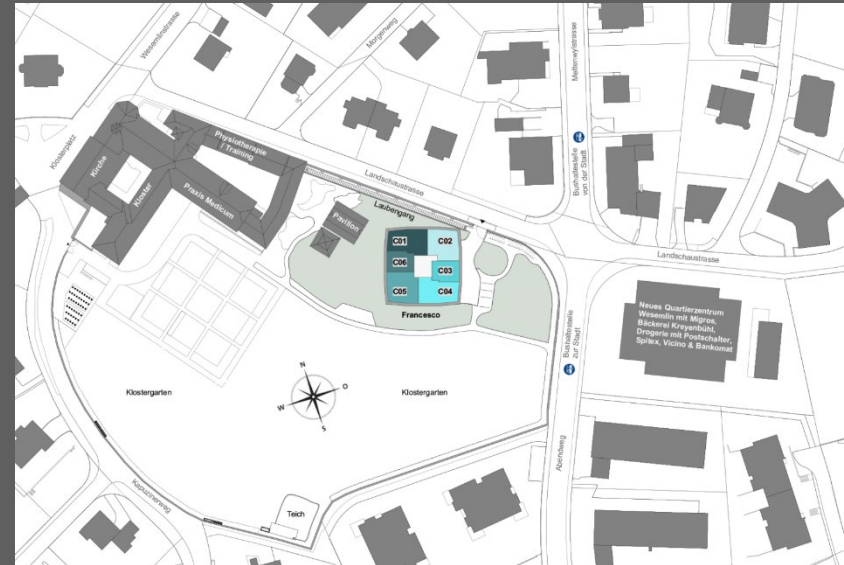 Wesemlinstrasse
Morgenweg
Mettenwylstrasse
Klosterplatz
Kirche
Kloster
Physiotherapie
/ Training
Praxis Medicum
Landschaustrasse
Bushaltestelle
von der Stadt
Laubengang
Pavillon
C01
C02
C06
C03
C05
C04
Francesco
Landschaustrasse
Neues Quartierzentrum
Wesemlin mit Migros,
Bäckerei Kreyenbühl,
Drogerie mit Postschalter,
Spitex, Vicino & Bankomat
Bushaltestelle
zur Stadt
Klostergarten
N
O
W
S
Klostergarten
Abendweg
Kapuzinerweg
Teich